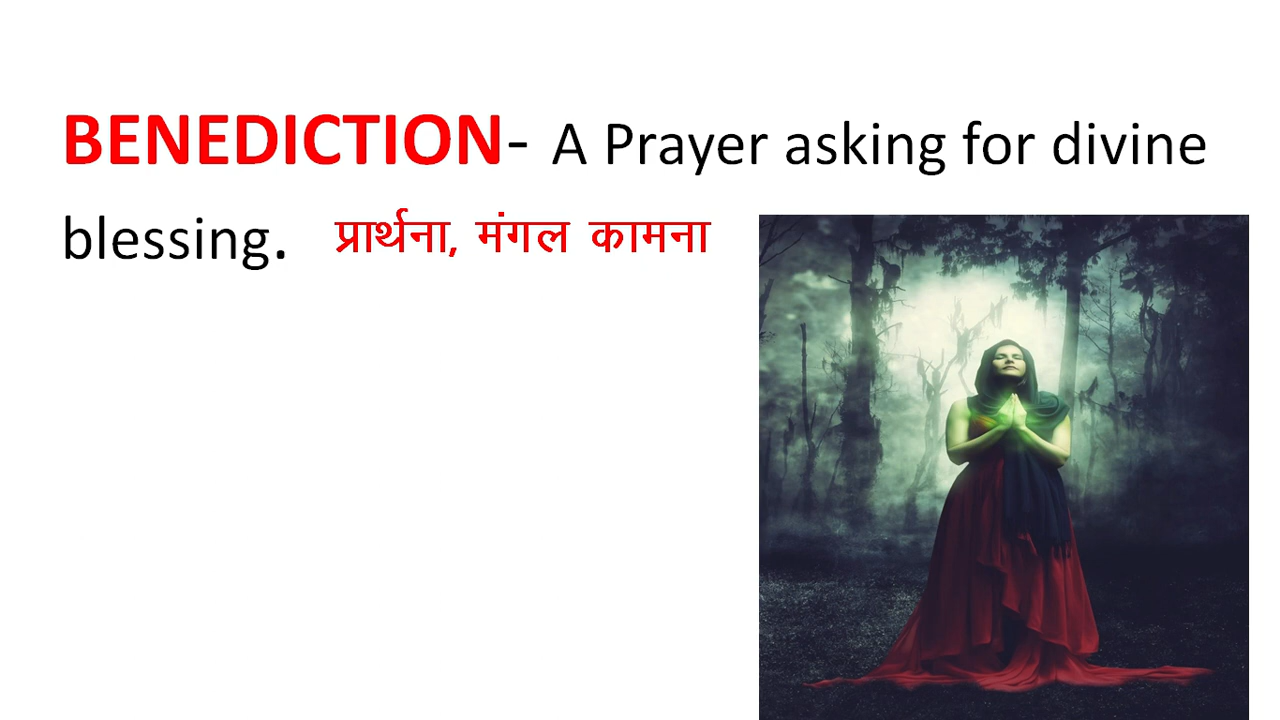 BENEDICTION- A Prayer asking for divine
blessing. प्रार्थना, मंगल कामना